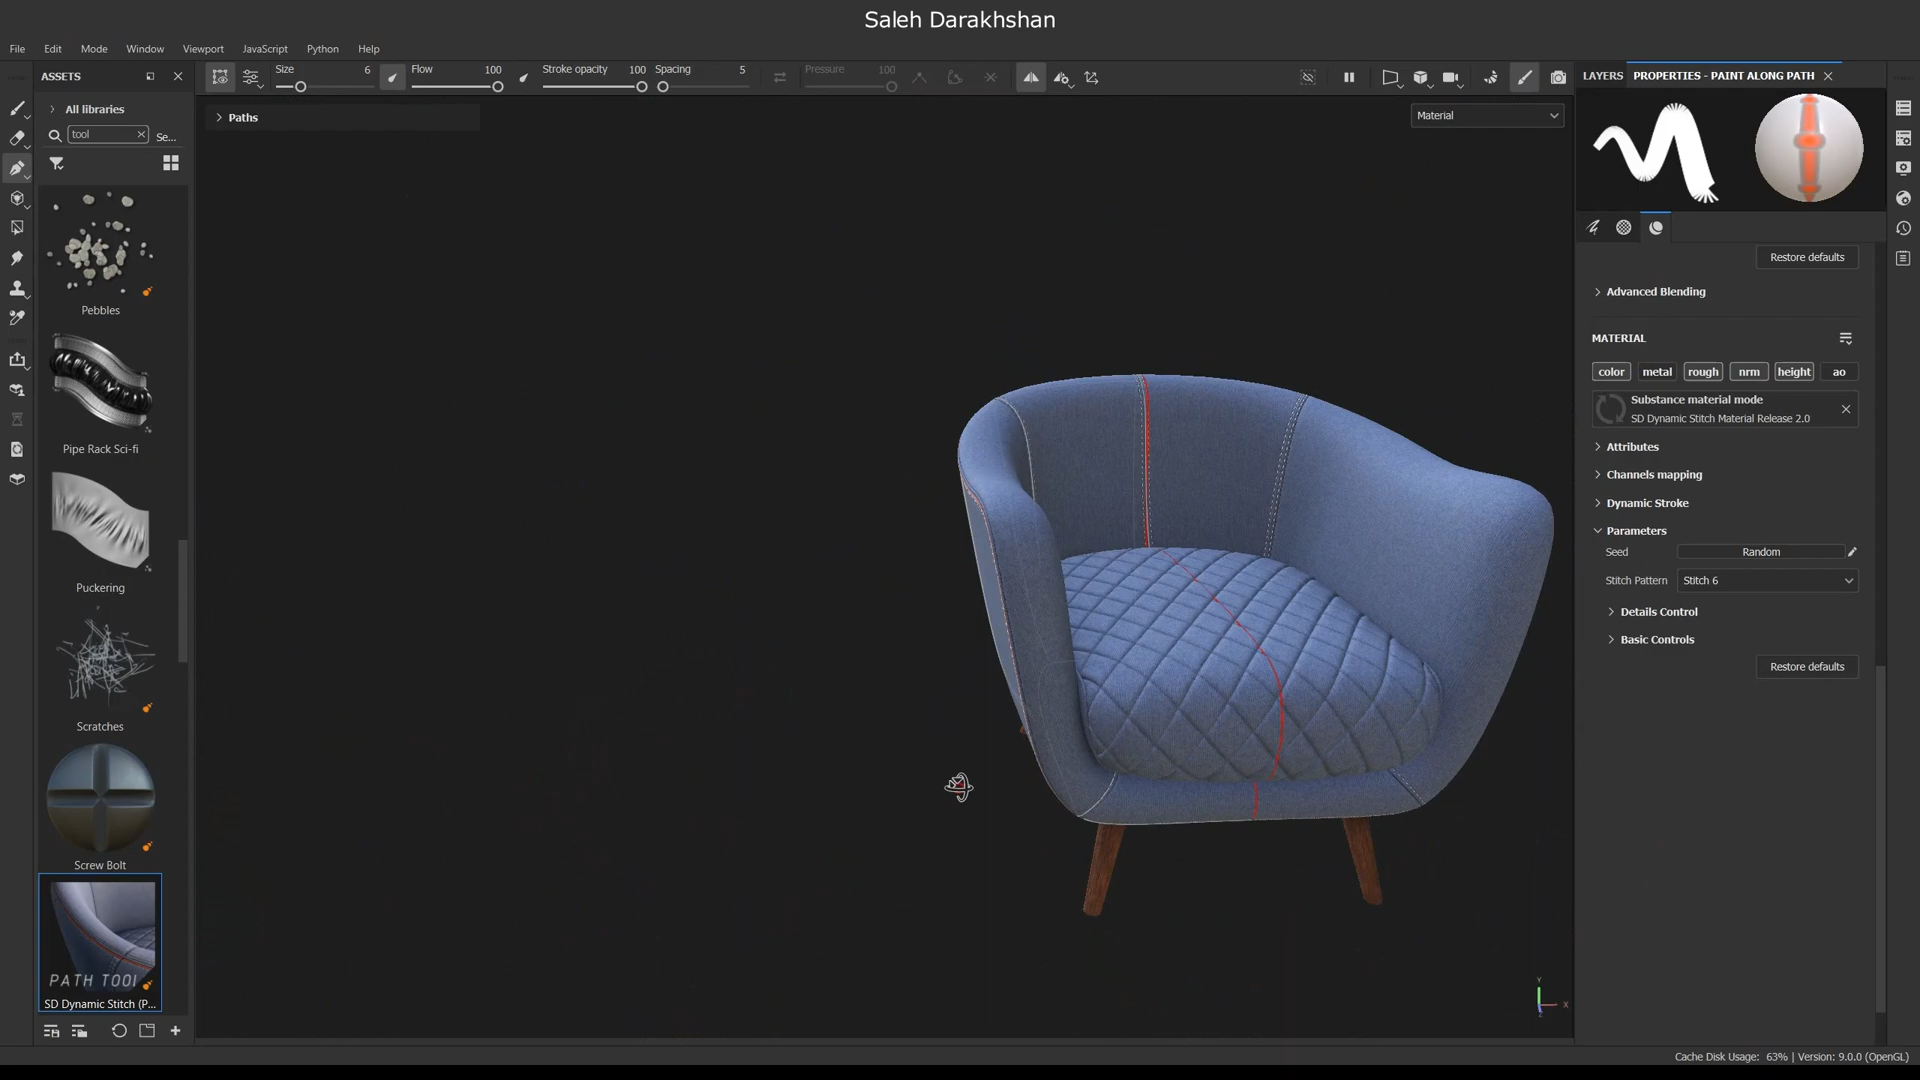 Saleh Darakhshan
File Edit Mode Window Viewport JavaScript Python Help
ASSETS
Size 6 Flow 100 Stroke opacity 100 Spacing 5 Pressure 100
LAYERS PROPERTIES - PAINT ALONG PATH
All libraries
tool
Se...
Paths
Material
Pebbles
Pipe Rack Sci-fi
Puckering
Scratches
Screw Bolt
PATH TOOl
SD Dynamic Stitch (P...
Restore defaults
Advanced Blending
MATERIAL
color metal rough nrm height ao
Substance material mode
SD Dynamic Stitch Material Release 2.0
Attributes
Channels mapping
Dynamic Stroke
Parameters
Seed Random
Stitch Pattern Stitch 6
Details Control
Basic Controls
Restore defaults
Y
X
Z
Cache Disk Usage: 63% | Version: 9.0.0 (OpenGL)